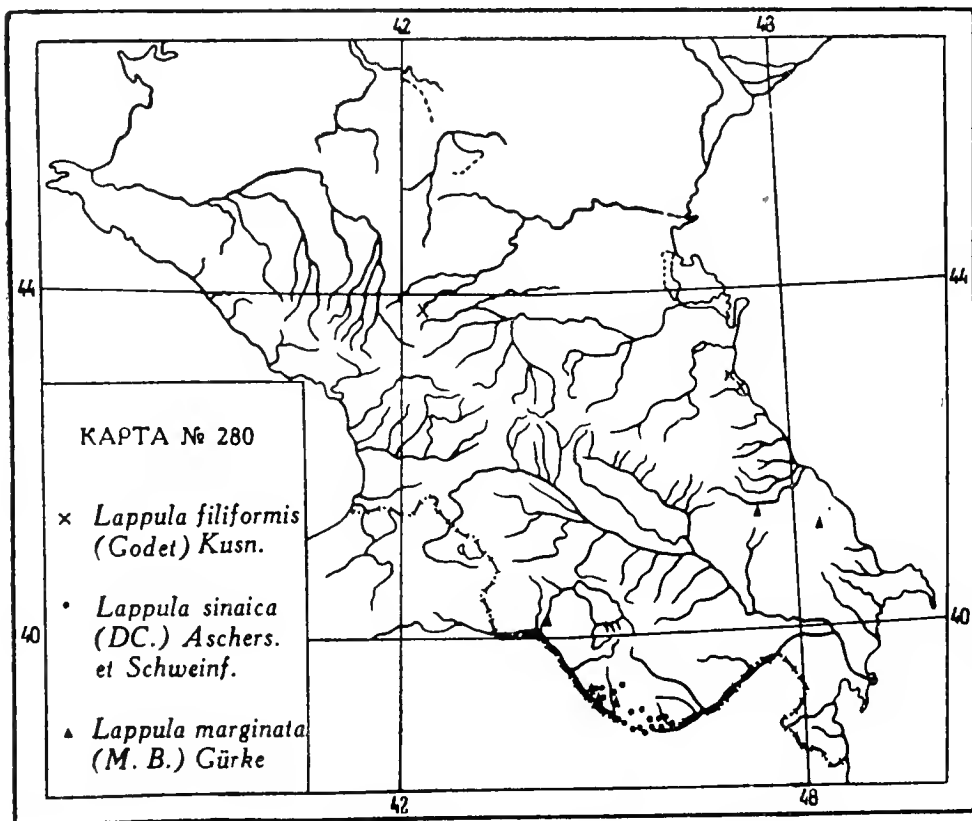 42
43
44
44
КАРТА № 280
× Lappula filiformis
(Godet) Kusn.
• Lappula sinaica
(DC.) Aschers.
et Schweinf.
▲ Lappula marginata
(M. B.) Gürke
40
40
42
48